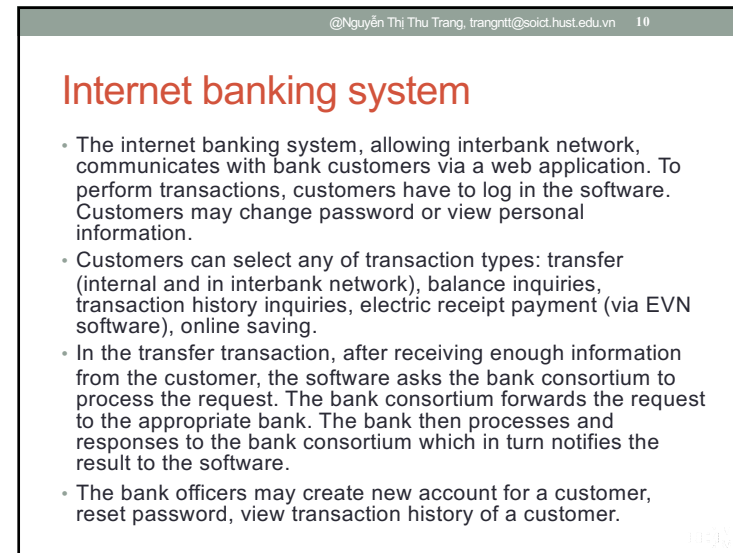 @Nguyễn Thị Thu Trang, trangntt@soict.hust.edu.vn 10
Internet banking system
• The internet banking system, allowing interbank network,
communicates with bank customers via a web application. To
perform transactions, customers have to log in the software.
Customers may change password or view personal
information.
• Customers can select any of transaction types: transfer
(internal and in interbank network), balance inquiries,
transaction history inquiries, electric receipt payment (via EVN
software), online saving.
• In the transfer transaction, after receiving enough information
from the customer, the software asks the bank consortium to
process the request. The bank consortium forwards the request
to the appropriate bank. The bank then processes and
responses to the bank consortium which in turn notifies the
result to the software.
• The bank officers may create new account for a customer,
reset password, view transaction history of a customer.